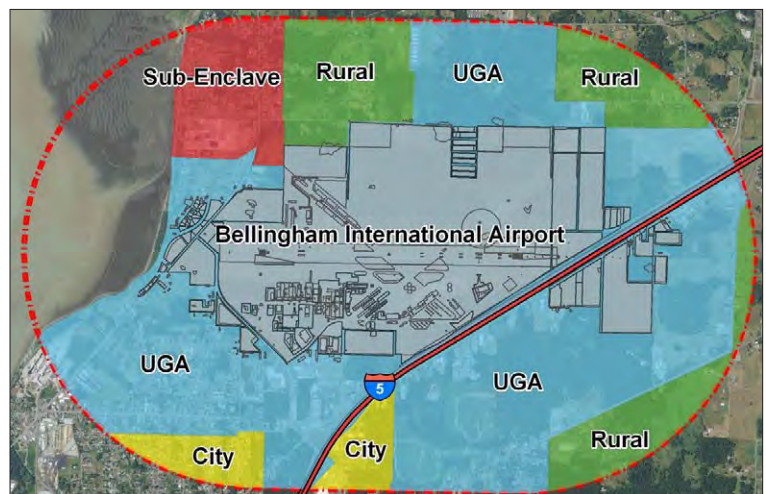 Sub-Enclave
Rural
UGA
Rural
Bellingham International Airport
UGA
5
UGA
City
City
Rural